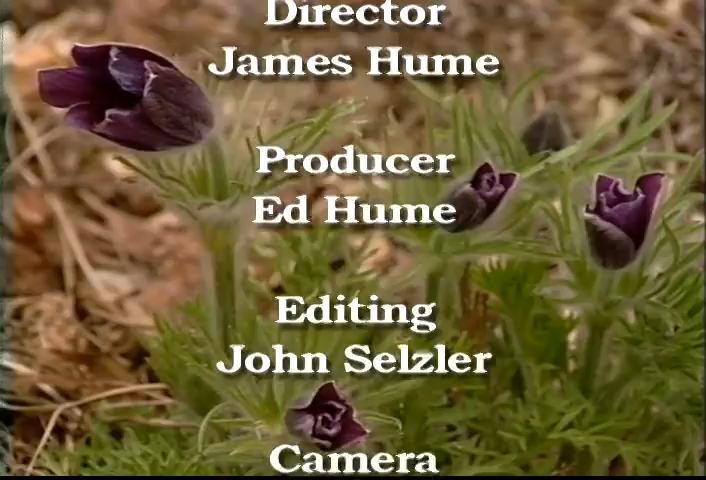 Director
James Hume
Producer
Ed Hume
Editing
John Selzler
Camera